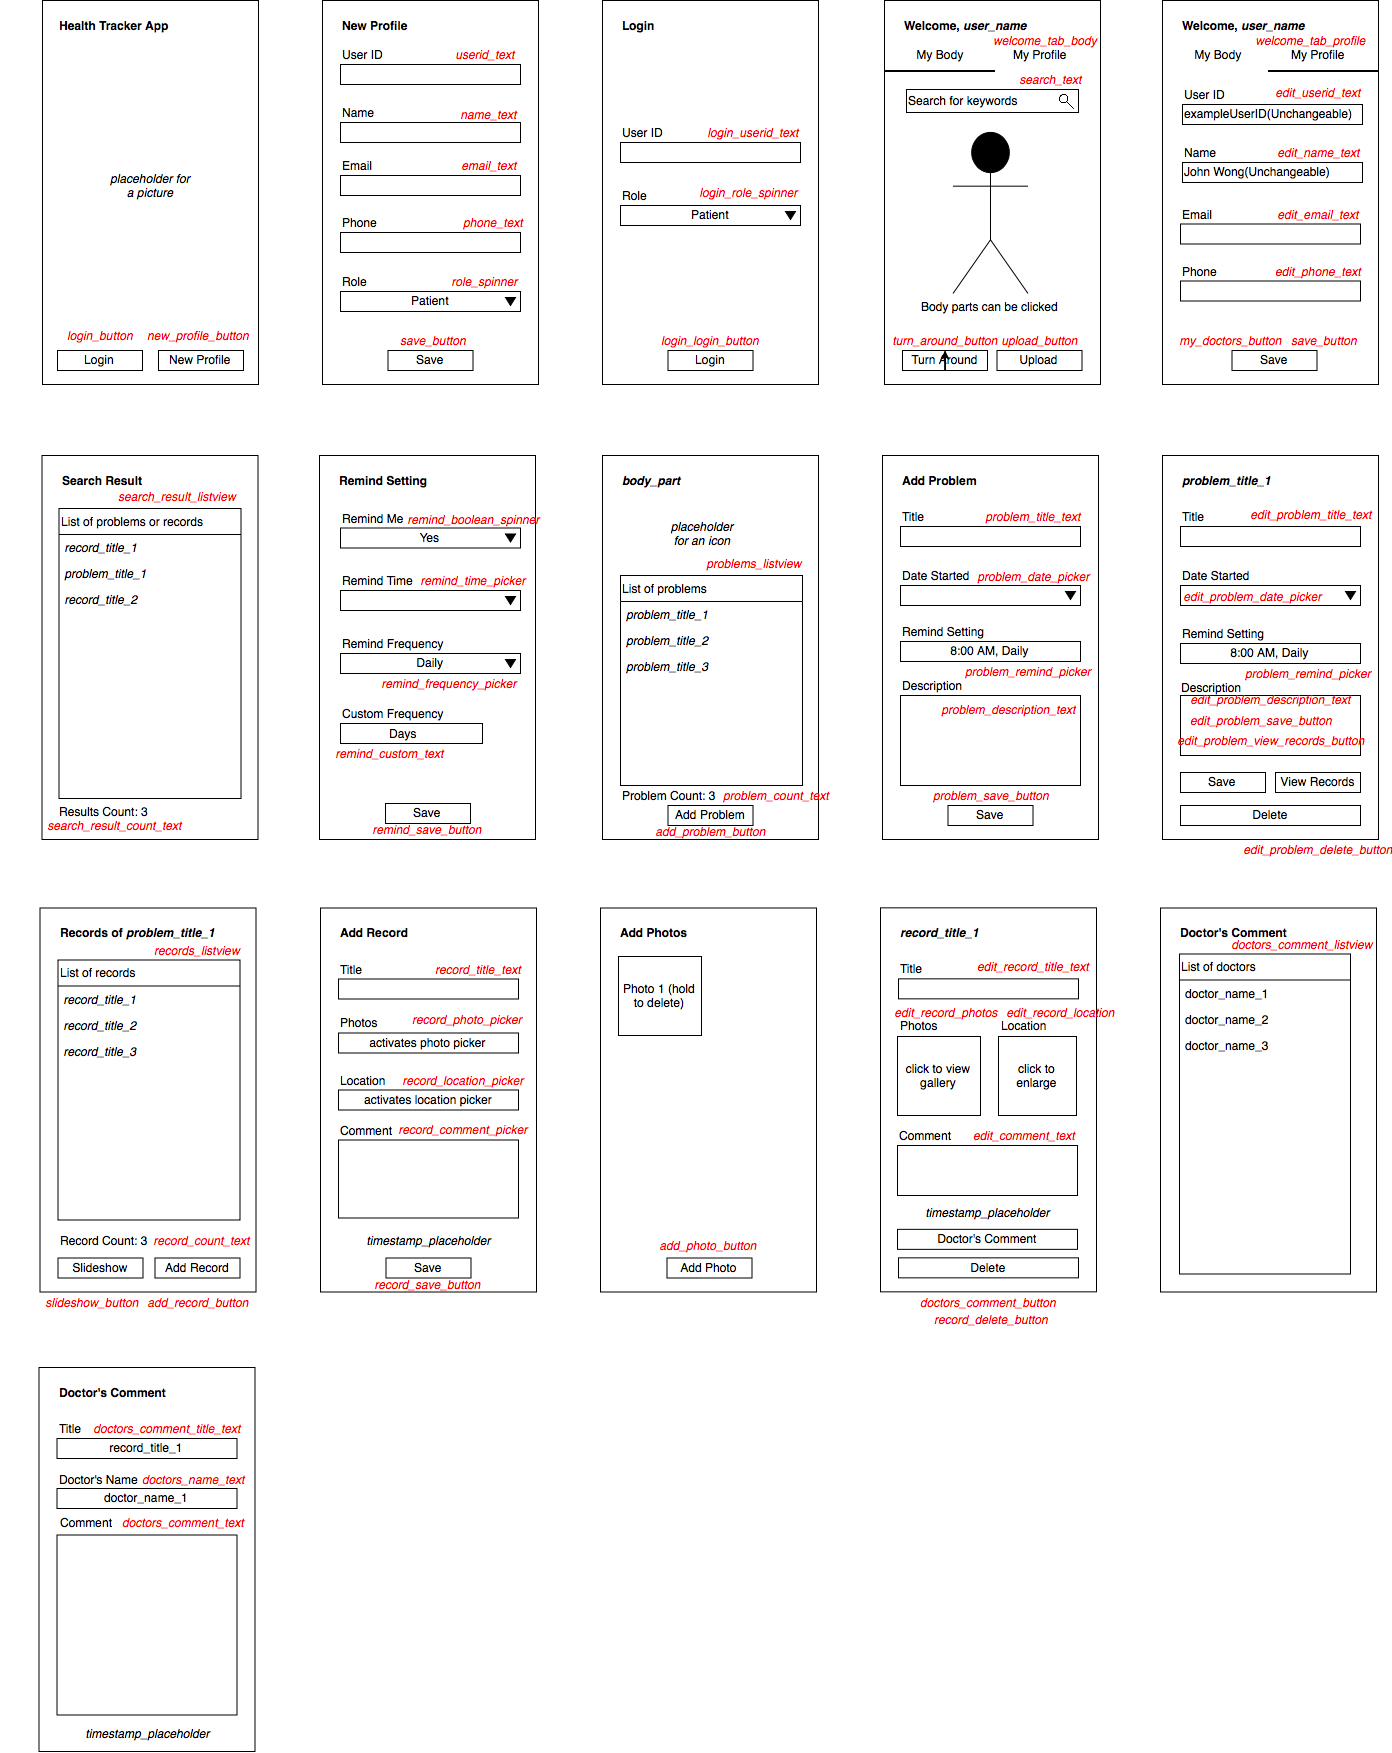 Health Tracker App
placeholder for
a picture
login_button new_profile_button
Login New Profile
New Profile
User ID userid_text
Name name_text
Email email_text
Phone phone_text
Role role_spinner
Patient
save_button
Save
Login
User ID login_userid_text
Role login_role_spinner
Patient
login_login_button
Login
Welcome, user_name
welcome_tab_body
My Body My Profile
search_text
Search for keywords
Body parts can be clicked
turn_around_button upload_button
Turn Around Upload
Welcome, user_name
welcome_tab_profile
My Body My Profile
User ID edit_userid_text
exampleUserID(Unchangeable)
Name edit_name_text
John Wong(Unchangeable)
Email edit_email_text
Phone edit_phone_text
my_doctors_button save_button
Save
Search Result
search_result_listview
List of problems or records
record_title_1
problem_title_1
record_title_2
Results Count: 3
search_result_count_text
Remind Setting
Remind Me remind_boolean_spinner
Yes
Remind Time remind_time_picker
Remind Frequency
Daily
remind_frequency_picker
Custom Frequency
Days
remind_custom_text
Save
remind_save_button
body_part
placeholder
for an icon
problems_listview
List of problems
problem_title_1
problem_title_2
problem_title_3
Problem Count: 3 problem_count_text
Add Problem
add_problem_button
Add Problem
Title problem_title_text
Date Started problem_date_picker
Remind Setting
8:00 AM, Daily
problem_remind_picker
Description
problem_description_text
problem_save_button
Save
problem_title_1
Title edit_problem_title_text
Date Started
edit_problem_date_picker
Remind Setting
8:00 AM, Daily
problem_remind_picker
Description
edit_problem_description_text
edit_problem_save_button
edit_problem_view_records_button
Save View Records
Delete
edit_problem_delete_button
Records of problem_title_1
records_listview
List of records
record_title_1
record_title_2
record_title_3
Record Count: 3 record_count_text
Slideshow Add Record
slideshow_button add_record_button
Add Record
Title record_title_text
Photos record_photo_picker
activates photo picker
Location record_location_picker
activates location picker
Comment record_comment_picker
timestamp_placeholder
Save
record_save_button
Add Photos
Photo 1 (hold
to delete)
add_photo_button
Add Photo
record_title_1
Title edit_record_title_text
edit_record_photos edit_record_location
Photos Location
click to view
gallery
click to
enlarge
Comment edit_comment_text
timestamp_placeholder
Doctor's Comment
Delete
doctors_comment_button
record_delete_button
Doctor's Comment
doctors_comment_listview
List of doctors
doctor_name_1
doctor_name_2
doctor_name_3
Doctor's Comment
Title doctors_comment_title_text
record_title_1
Doctor's Name doctors_name_text
doctor_name_1
Comment doctors_comment_text
timestamp_placeholder